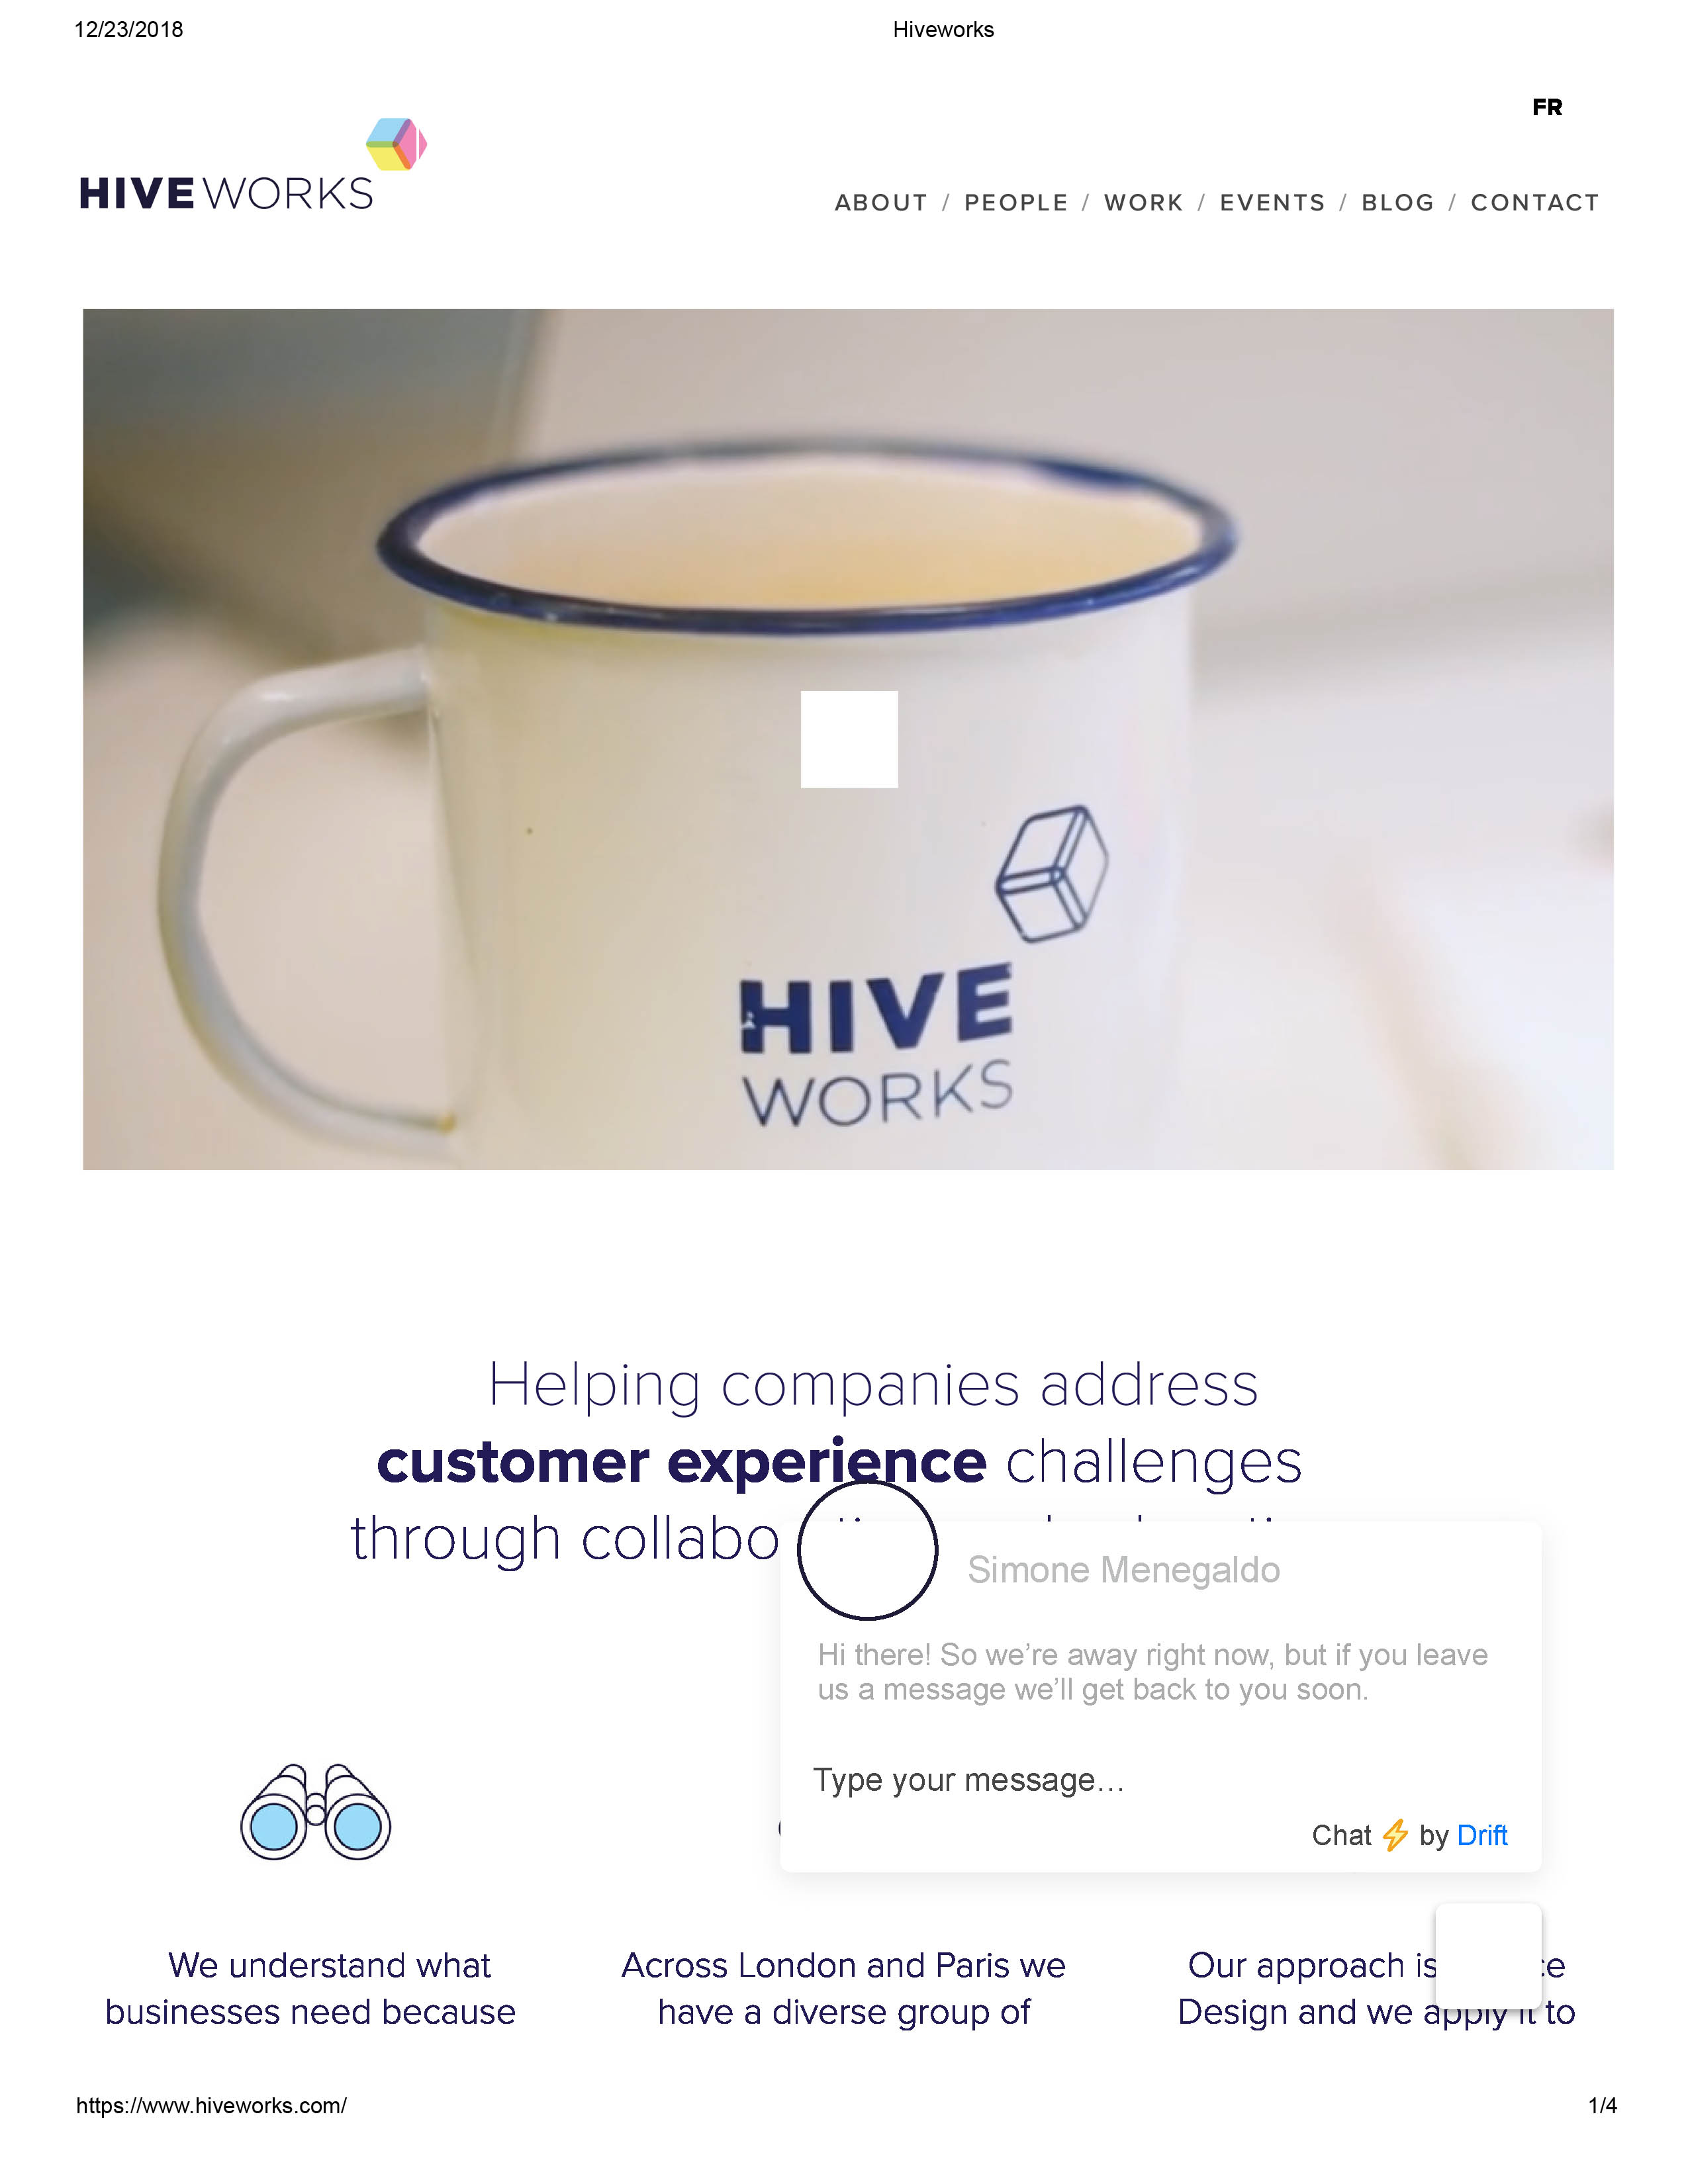 12/23/2018
Hiveworks
FR
HIVEWORKS
ABOUT / PEOPLE / WORK / EVENTS / BLOG / CONTACT
HIVE
WORKS
Helping companies address
customer experience challenges
through collabo
Simone Menegaldo
Hi there! So we’re away right now, but if you leave
us a message we’ll get back to you soon.
Type your message...
Chat ⚡ by Drift
We understand what
businesses need because
Across London and Paris we
have a diverse group of
Our approach is
Design and we apply it to
https://www.hiveworks.com/
1/4